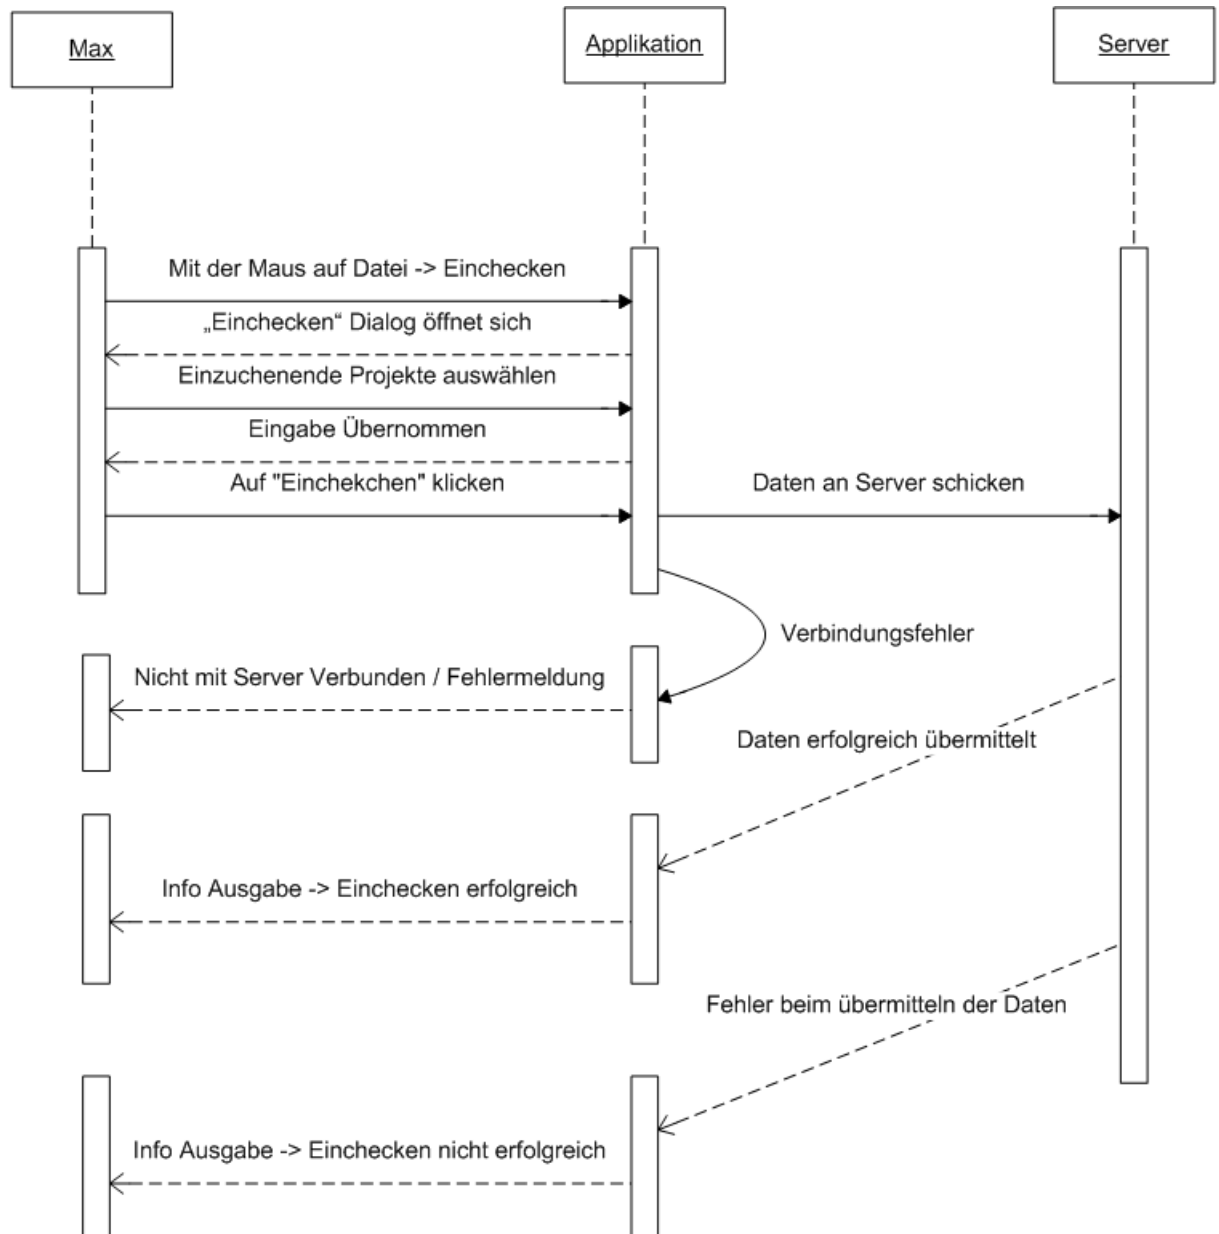 Max
Applikation
Server
Mit der Maus auf Datei -> Einchecken
„Einchecken“ Dialog öffnet sich
Einzuchenende Projekte auswählen
Eingabe Übernommen
Auf "Einchekchen" klicken
Daten an Server schicken
Verbindungsfehler
Nicht mit Server Verbunden / Fehlermeldung
Daten erfolgreich übermittelt
Info Ausgabe -> Einchecken erfolgreich
Fehler beim übermitteln der Daten
Info Ausgabe -> Einchecken nicht erfolgreich